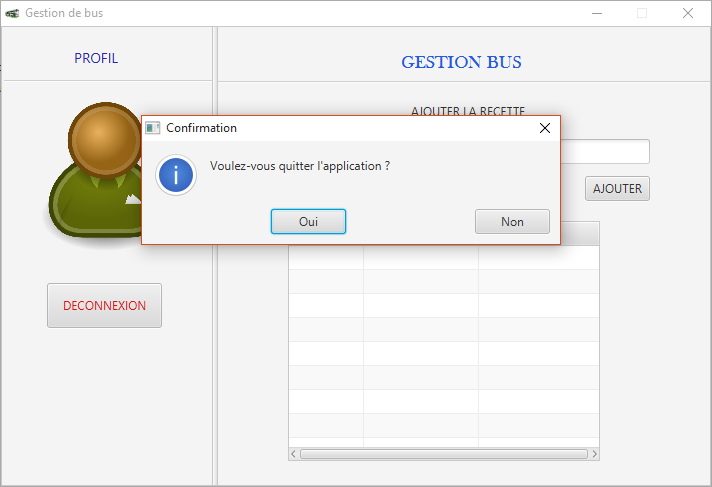 Gestion de bus
PROFIL
GESTION BUS
AJOUTER LA RECETTE
Confirmation
Voulez-vous quitter l'application ?
Oui
Non
AJOUTER
DECONNEXION